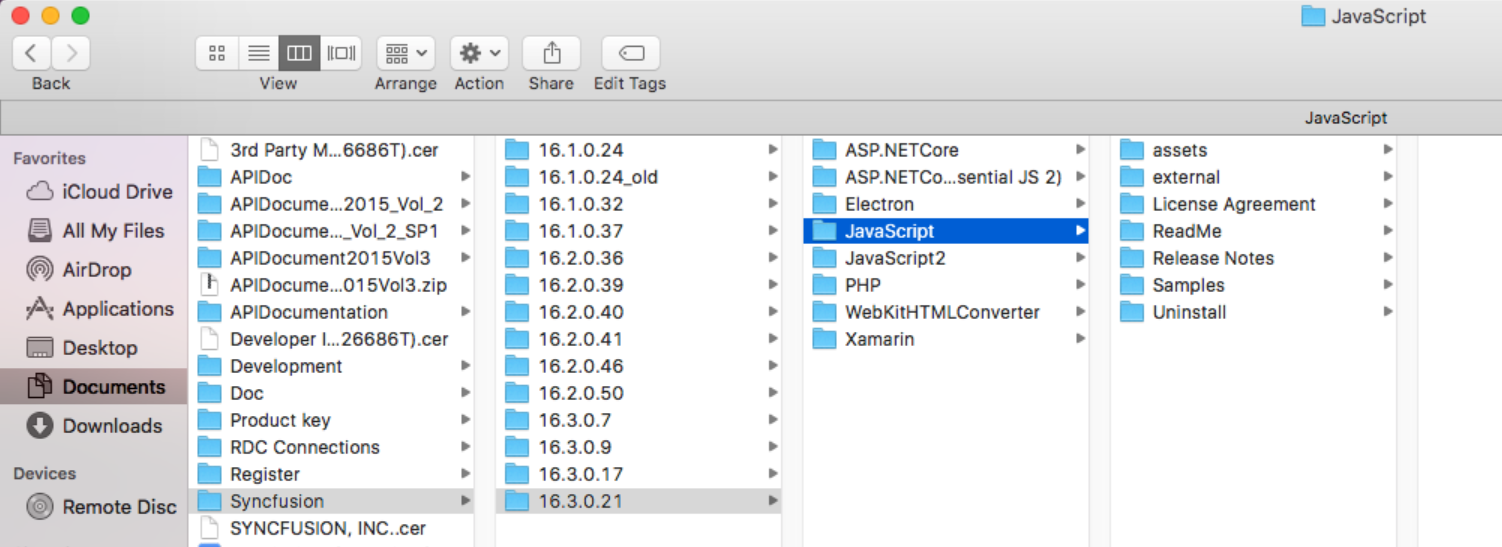 JavaScript
Back
View
Arrange
Action
Share
Edit Tags
JavaScript
Favorites
iCloud Drive
All My Files
AirDrop
Applications
Desktop
Documents
Downloads
Devices
Remote Disc
3rd Party M...6686T).cer
APIDoc
APIDocume...2015_Vol_2
APIDocume..._Vol_2_SP1
APIDocument2015Vol3
APIDocume...015Vol3.zip
APIDocumentation
Developer I...26686T).cer
Development
Doc
Product key
RDC Connections
Register
Syncfusion
SYNCFUSION, INC..cer
16.1.0.24
16.1.0.24_old
16.1.0.32
16.1.0.37
16.2.0.36
16.2.0.39
16.2.0.40
16.2.0.41
16.2.0.46
16.2.0.50
16.3.0.7
16.3.0.9
16.3.0.17
16.3.0.21
ASP.NETCore
ASP.NETCo...sential JS 2)
Electron
JavaScript
JavaScript2
PHP
WebKitHTMLConverter
Xamarin
assets
external
License Agreement
ReadMe
Release Notes
Samples
Uninstall